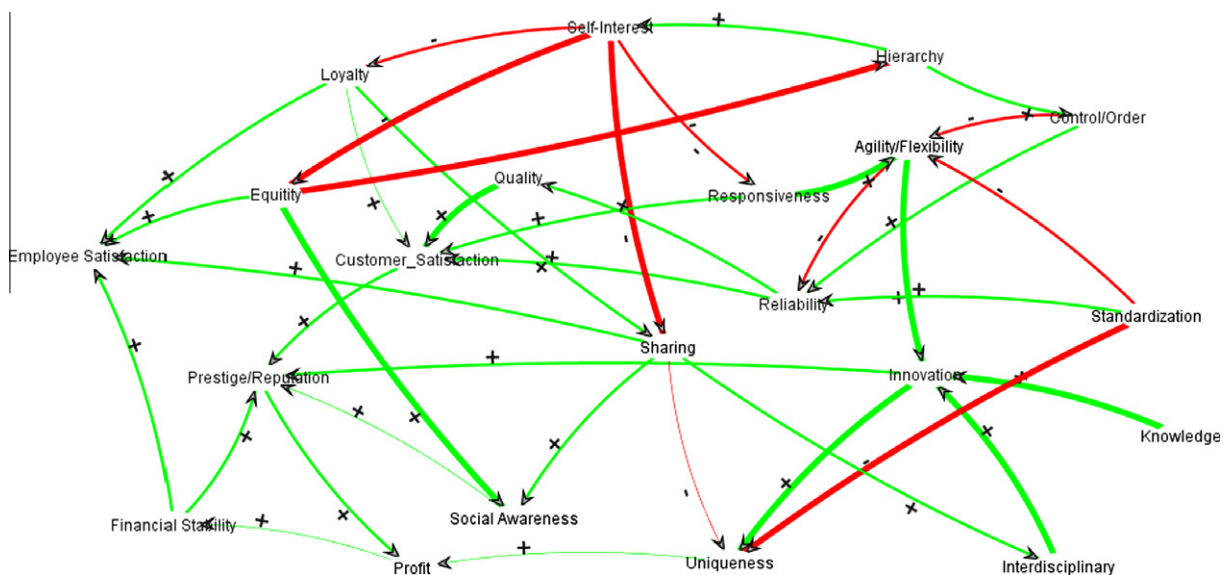 Self-Interest
Hierarchy
Loyalty
Control/Order
Agility/Flexibility
Quality
Responsiveness
Equitity
Employee Satisfaction
Customer_Satisfaction
Reliability
Standardization
Sharing
Prestige/Reputation
Innovation
Knowledge
Social Awareness
Financial Stability
Profit
Uniqueness
Interdisciplinary